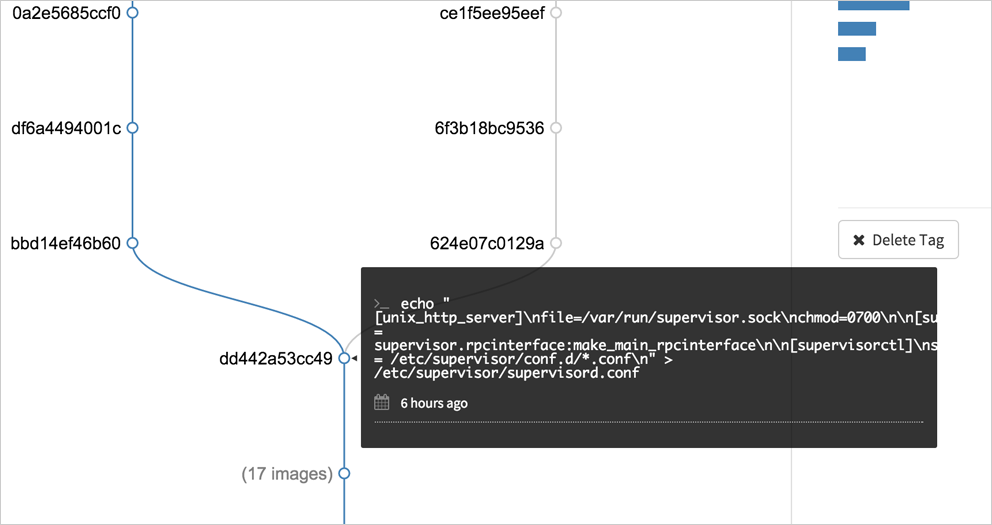 0a2e5685ccf0
ce1f5ee95eef
df6a4494001c
6f3b18bc9536
bbd14ef46b60
624e07c0129a
Delete Tag
>_ echo "
[unix_http_server]\nfile=/var/run/supervisor.sock\nchmod=0700\n\n[su
=
supervisor.rpcinterface:make_main_rpcinterface\n\n[supervisorctl]\ns
= /etc/supervisor/conf.d/*.conf\n" >
/etc/supervisor/supervisord.conf
dd442a53cc49
6 hours ago
(17 images)